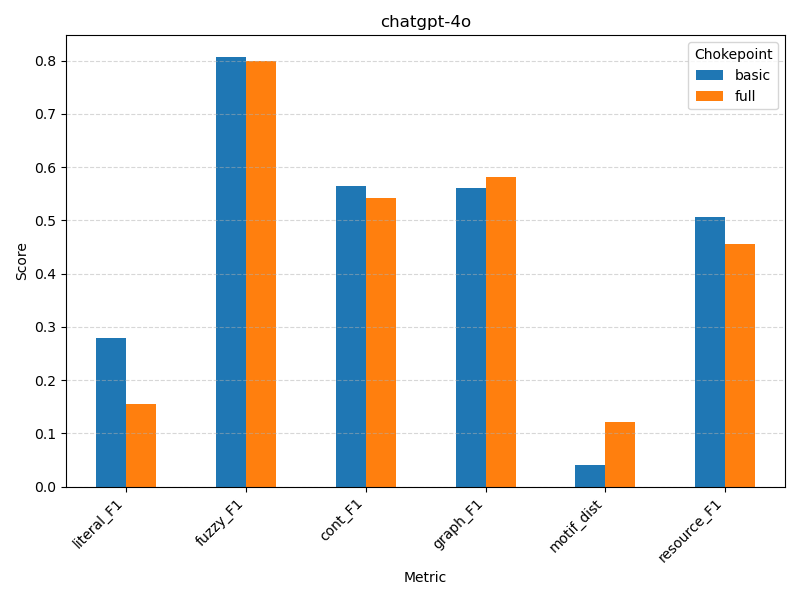 chatgpt-4o
Chokepoint
basic
full
Score
0.8
0.7
0.6
0.5
0.4
0.3
0.2
0.1
0.0
literal_F1
fuzzy_F1
cont_F1
graph_F1
motif_dist
resource_F1
Metric